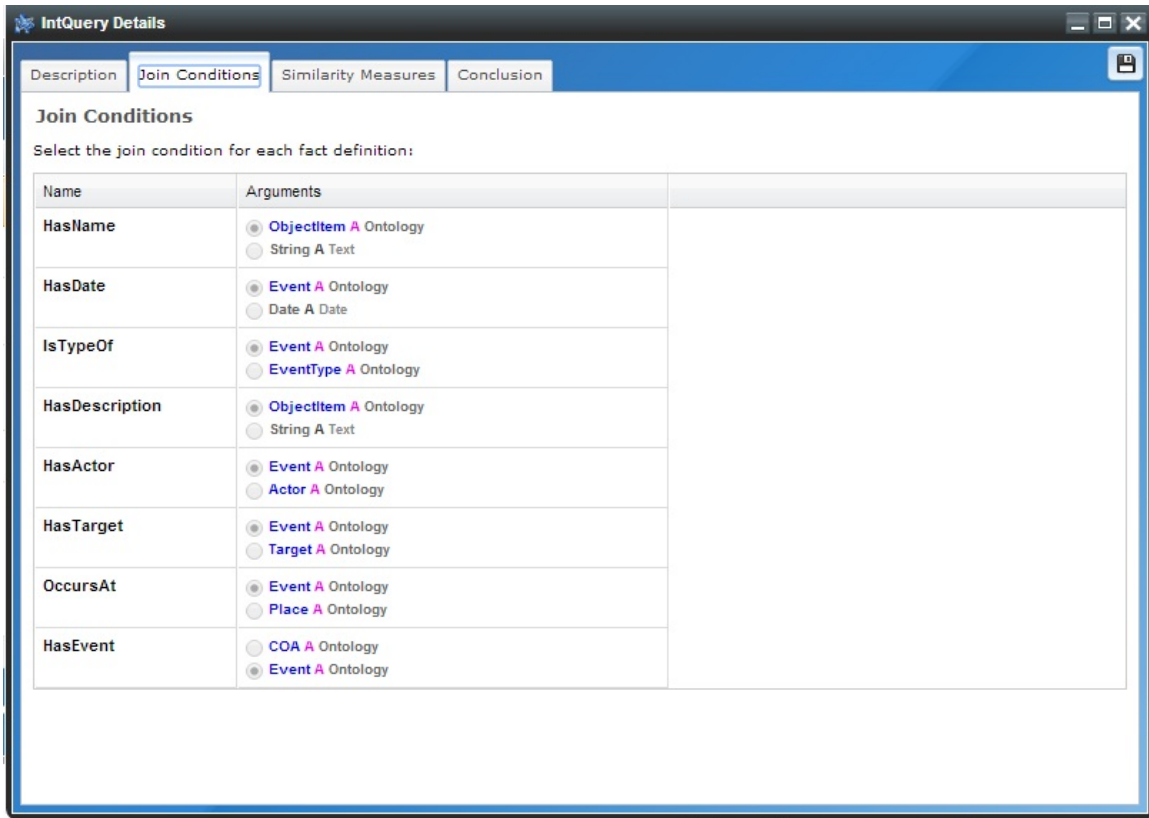 IntQuery Details
Description Join Conditions Similarity Measures Conclusion
Join Conditions
Select the join condition for each fact definition:
Name Arguments
HasName ObjectItem A Ontology
String A Text
HasDate Event A Ontology
Date A Date
IsTypeOf Event A Ontology
EventType A Ontology
HasDescription ObjectItem A Ontology
String A Text
HasActor Event A Ontology
Actor A Ontology
HasTarget Event A Ontology
Target A Ontology
OccursAt Event A Ontology
Place A Ontology
HasEvent COA A Ontology
Event A Ontology